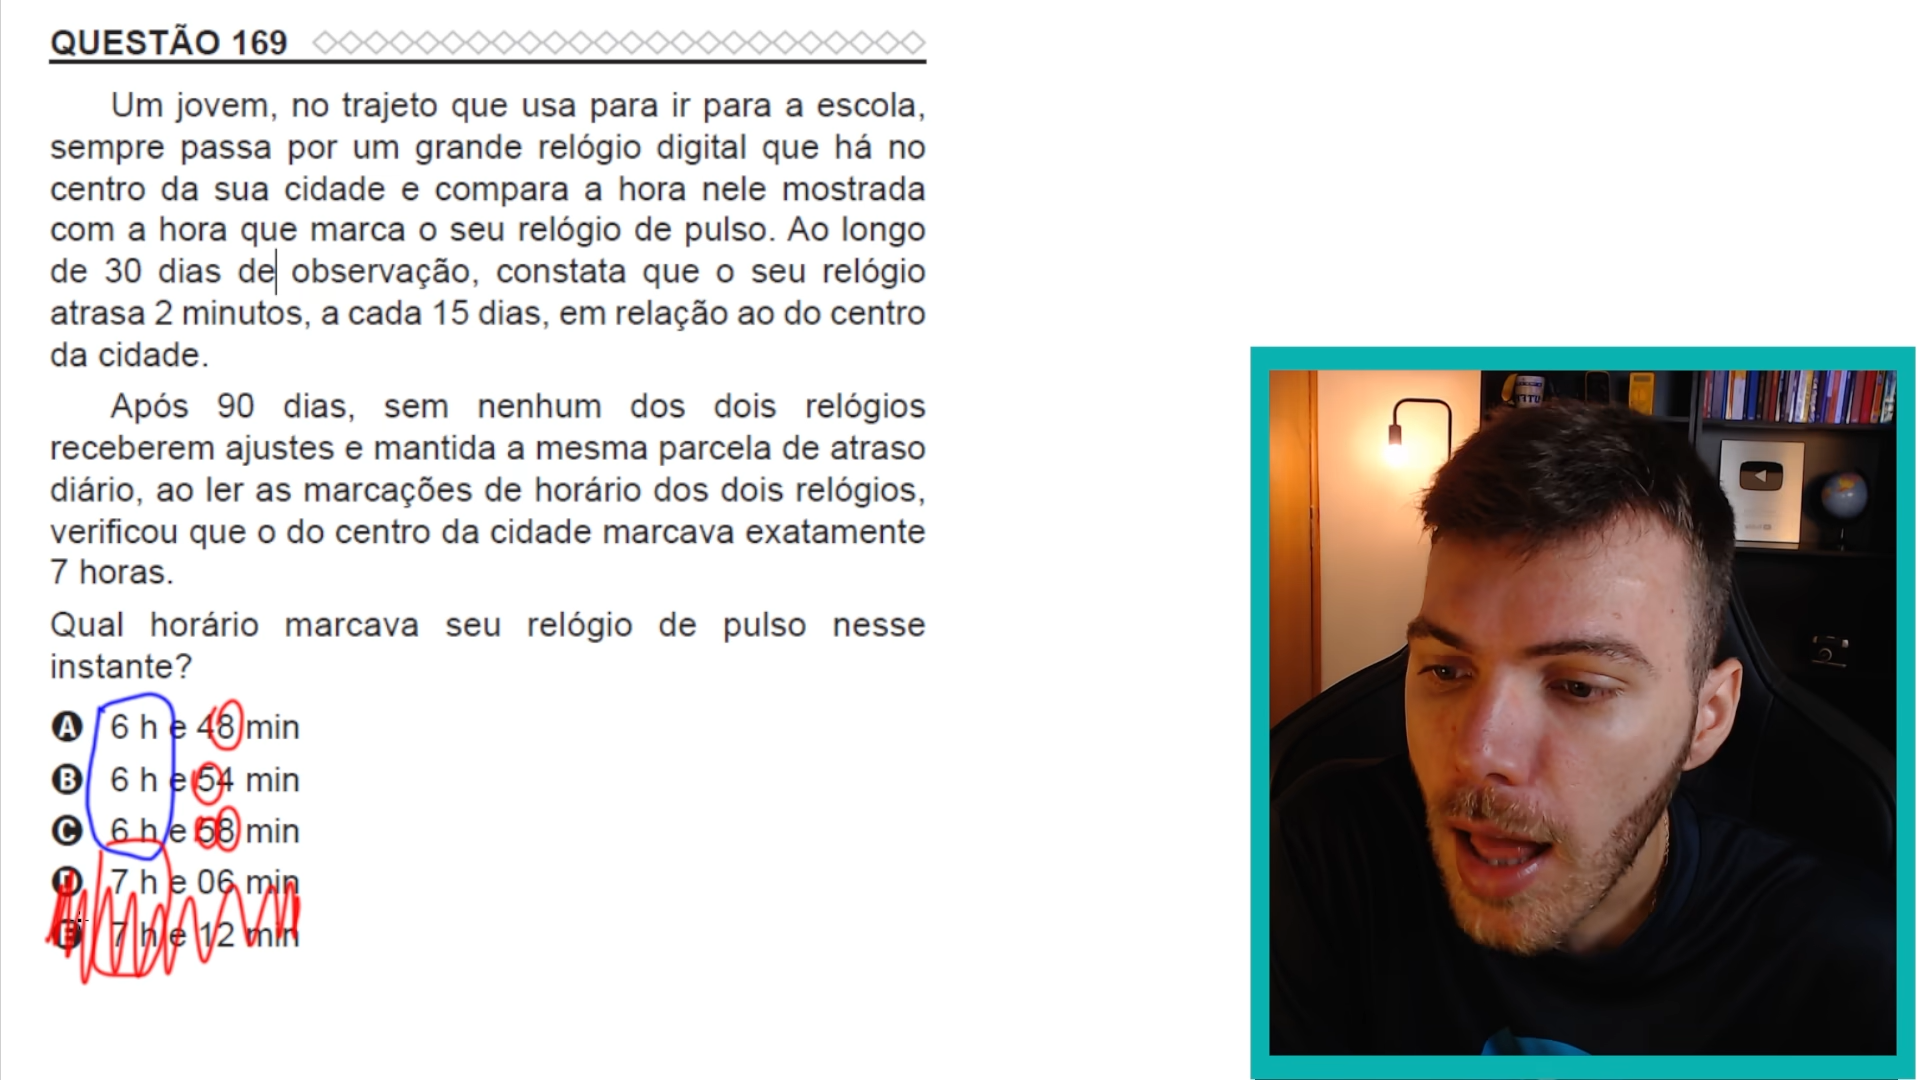 QUESTÃO 169
Um jovem, no trajeto que usa para ir para a escola,
sempre passa por um grande relógio digital que há no
centro da sua cidade e compara a hora nele mostrada
com a hora que marca o seu relógio de pulso. Ao longo
de 30 dias de observação, constata que o seu relógio
atrasa 2 minutos, a cada 15 dias, em relação ao do centro
da cidade.
Após 90 dias, sem nenhum dos dois relógios
receberem ajustes e mantida a mesma parcela de atraso
diário, ao ler as marcações de horário dos dois relógios,
verificou que o do centro da cidade marcava exatamente
7 horas.
Qual horário marcava seu relógio de pulso nesse
instante?
A 6 h e 48 min
B 6 h e 54 min
C 6 h e 58 min
D 7 h e 06 min
E 7 h e 12 min